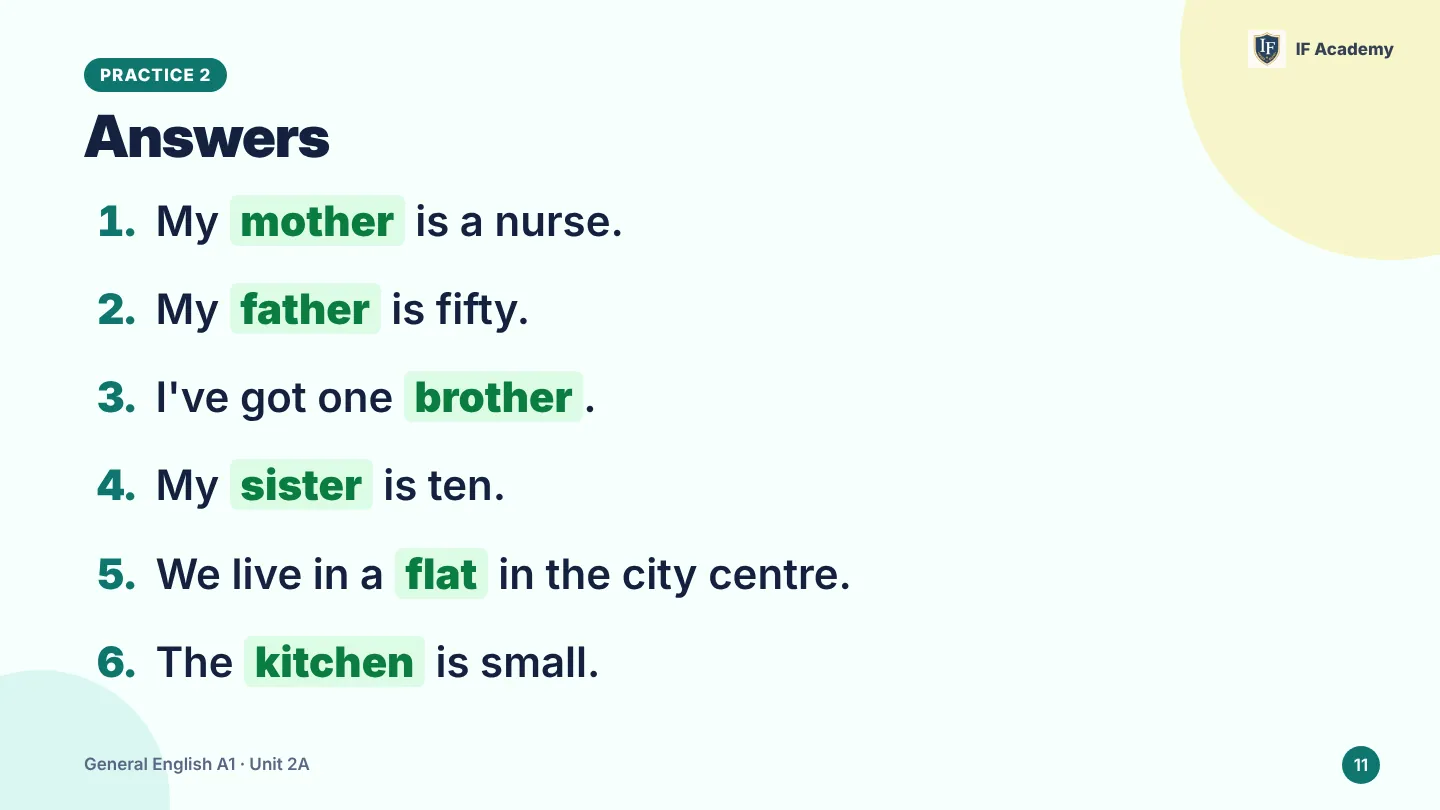 PRACTICE 2
IF IF Academy
Answers
1. My mother is a nurse.
2. My father is fifty.
3. I've got one brother.
4. My sister is ten.
5. We live in a flat in the city centre.
6. The kitchen is small.
General English A1 · Unit 2A
11